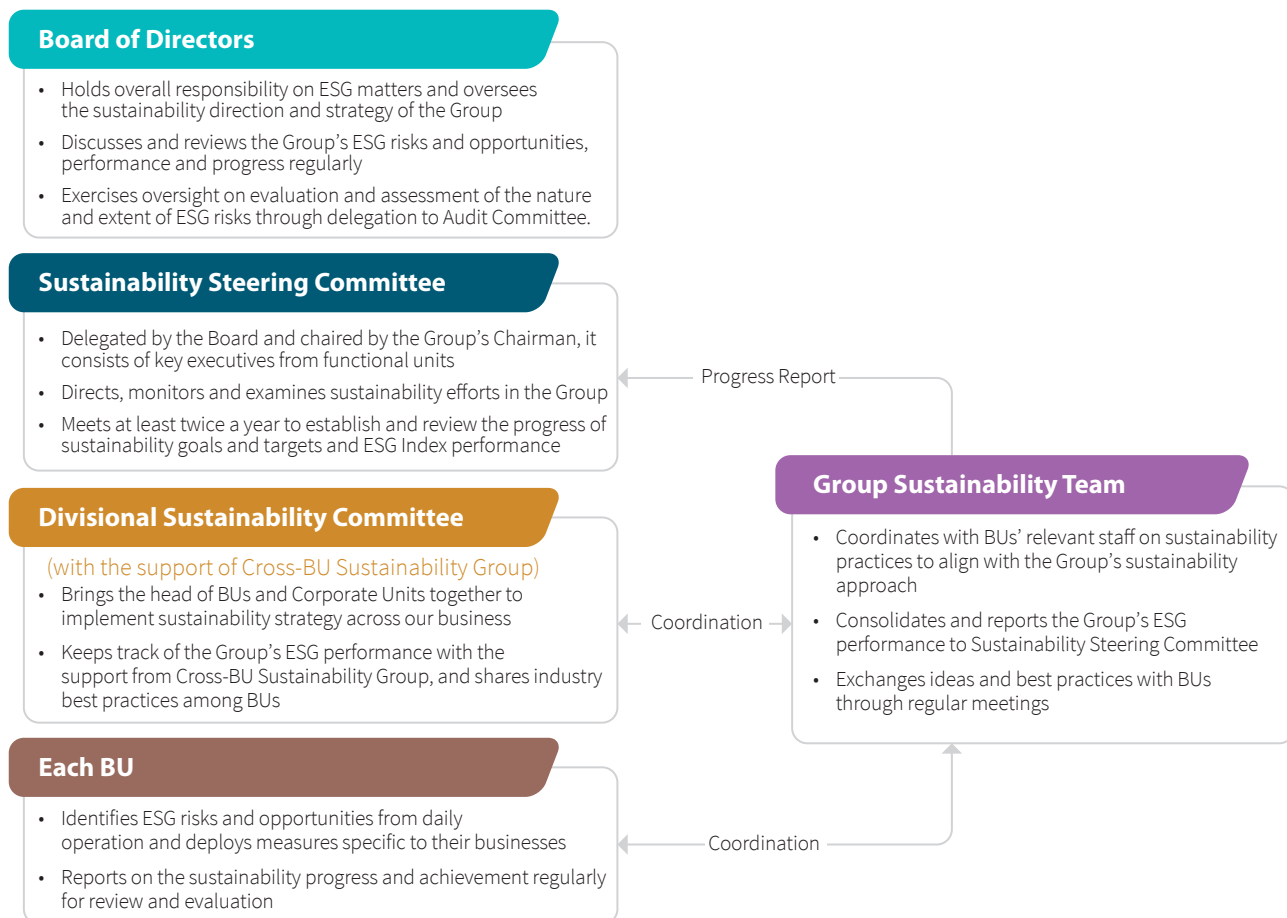 Board of Directors
• Holds overall responsibility on ESG matters and oversees
the sustainability direction and strategy of the Group
• Discusses and reviews the Group’s ESG risks and opportunities,
performance and progress regularly
• Exercises oversight on evaluation and assessment of the nature
and extent of ESG risks through delegation to Audit Committee.
Sustainability Steering Committee
• Delegated by the Board and chaired by the Group’s Chairman, it
consists of key executives from functional units
• Directs, monitors and examines sustainability efforts in the Group
• Meets at least twice a year to establish and review the progress of
sustainability goals and targets and ESG Index performance
Progress Report
Divisional Sustainability Committee
(with the support of Cross-BU Sustainability Group)
• Brings the head of BUs and Corporate Units together to
implement sustainability strategy across our business
• Keeps track of the Group’s ESG performance with the
support from Cross-BU Sustainability Group, and shares industry
best practices among BUs
Coordination
Group Sustainability Team
• Coordinates with BUs’ relevant staff on sustainability
practices to align with the Group’s sustainability
approach
• Consolidates and reports the Group’s ESG
performance to Sustainability Steering Committee
• Exchanges ideas and best practices with BUs
through regular meetings
Each BU
• Identifies ESG risks and opportunities from daily
operation and deploys measures specific to their businesses
• Reports on the sustainability progress and achievement regularly
for review and evaluation
Coordination